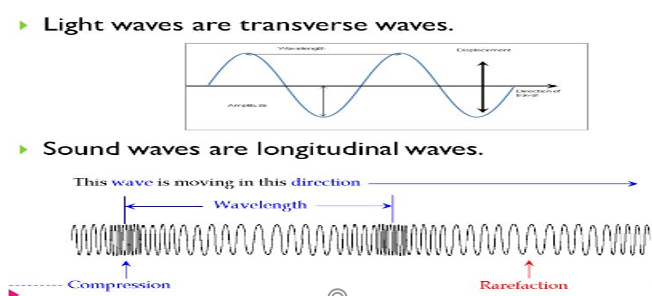 Light waves are transverse waves.
Wavelength
Displacement
Direction of
travel
Amplitude
Sound waves are longitudinal waves.
This wave is moving in this direction
Wavelength
Compression
Rarefaction